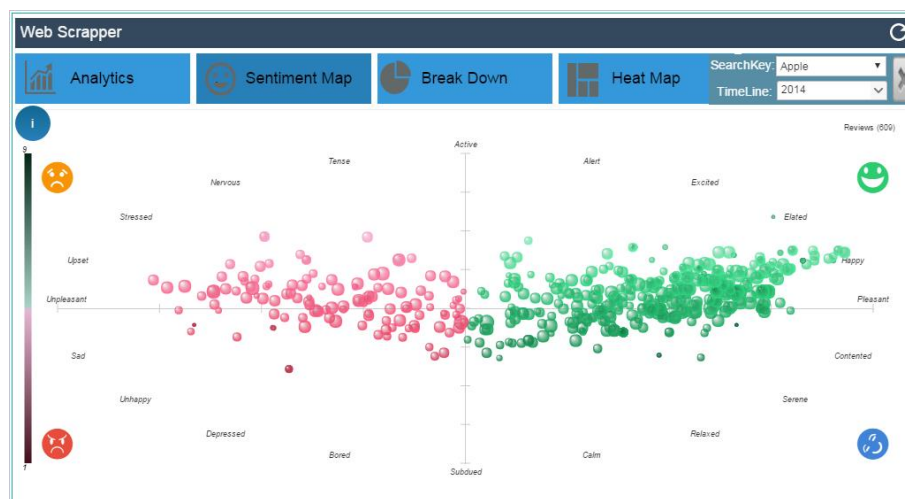 Web Scrapper
Analytics
Sentiment Map
Break Down
Heat Map
SearchKey: Apple
TimeLine: 2014
i
Reviews (609)
9
Active
Tense
Alert
Nervous
Excited
Stressed
Elated
Upset
Happy
Unpleasant
Pleasant
Sad
Contented
Unhappy
Serene
Depressed
Relaxed
Bored
Calm
1
Subdued